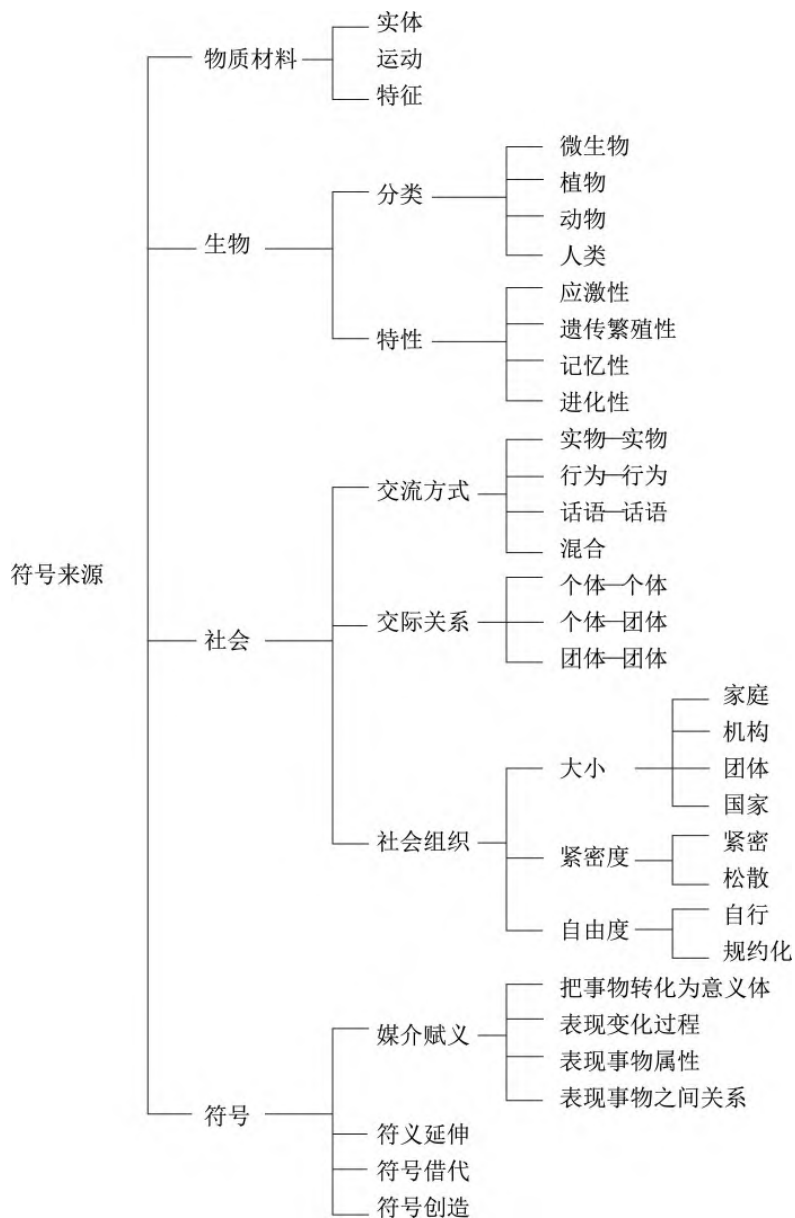 实体
物质材料
运动
特征
微生物
分类
植物
动物
生物
人类
应激性
特性
遗传繁殖性
记忆性
进化性
实物—实物
交流方式
行为—行为
话语—话语
混合
符号来源
个体—个体
交际关系
个体—团体
社会
团体—团体
家庭
机构
大小
团体
国家
社会组织
紧密度
紧密
松散
自由度
自行
规约化
把事物转化为意义体
媒介赋义
表现变化过程
表现事物属性
表现事物之间关系
符号
符义延伸
符号借代
符号创造